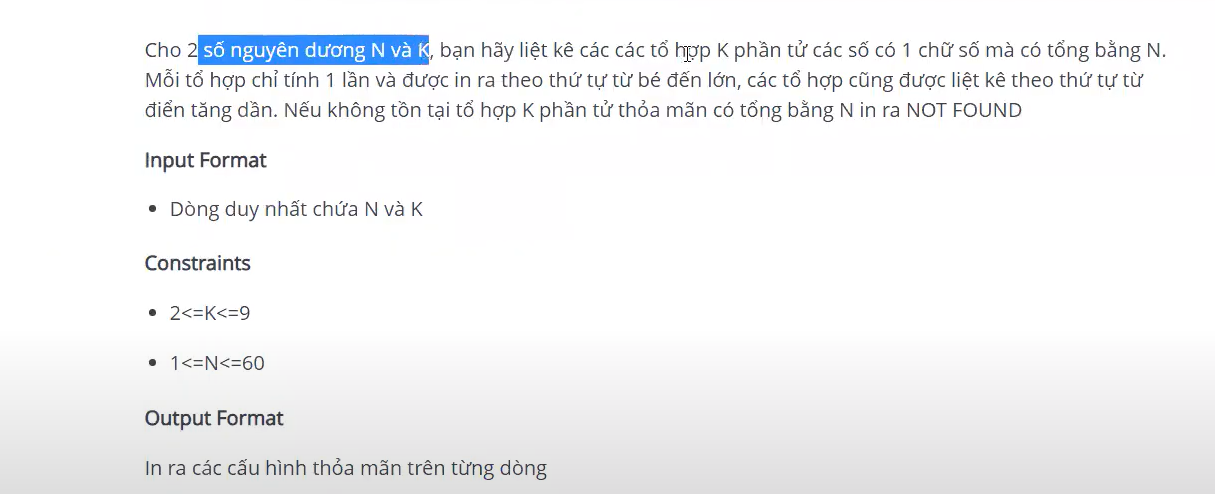 Cho 2 số nguyên dương N và K, bạn hãy liệt kê các các tổ hợp K phần tử các số có 1 chữ số mà có tổng bằng N.
Mỗi tổ hợp chỉ tính 1 lần và được in ra theo thứ tự từ bé đến lớn, các tổ hợp cũng được liệt kê theo thứ tự từ
điển tăng dần. Nếu không tồn tại tổ hợp K phần tử thỏa mãn có tổng bằng N in ra NOT FOUND
Input Format
• Dòng duy nhất chứa N và K
Constraints
• 2<=K<=9
• 1<=N<=60
Output Format
In ra các cấu hình thỏa mãn trên từng dòng